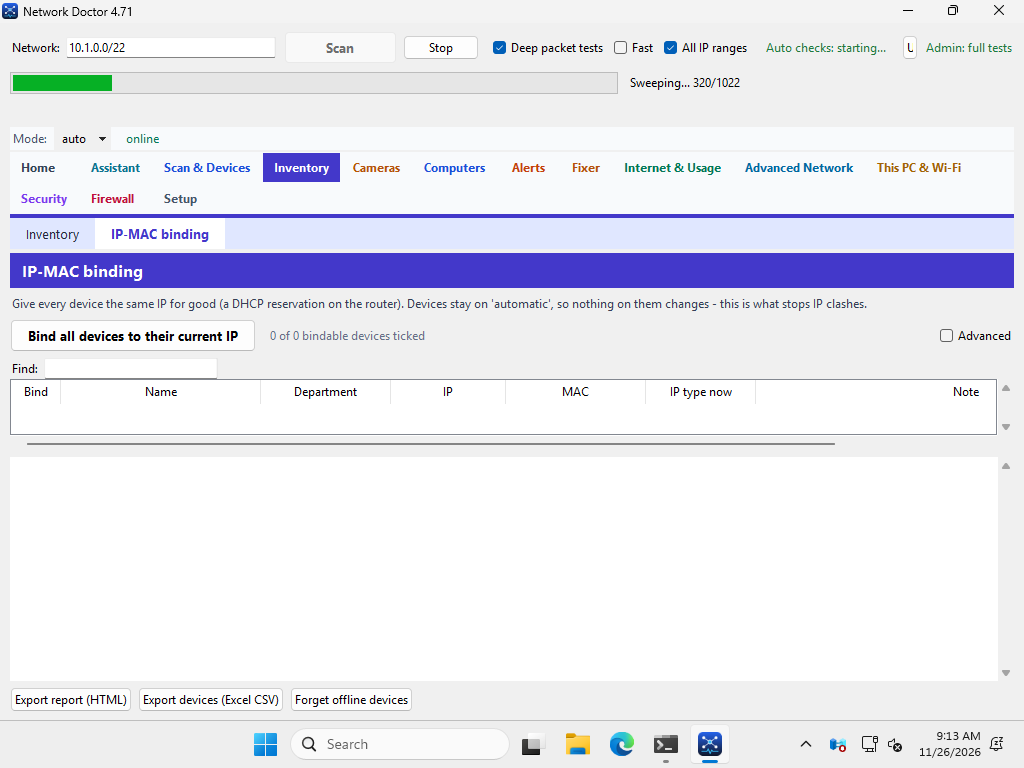 Network Doctor 4.71
Network: 10.1.0.0/22 Scan Stop Deep packet tests Fast All IP ranges Auto checks: starting... U Admin: full tests
Sweeping... 320/1022
Mode: auto online
Home Assistant Scan & Devices Inventory Cameras Computers Alerts Fixer Internet & Usage Advanced Network This PC & Wi-Fi
Security Firewall Setup
Inventory IP-MAC binding
IP-MAC binding
Give every device the same IP for good (a DHCP reservation on the router). Devices stay on 'automatic', so nothing on them changes - this is what stops IP clashes.
Bind all devices to their current IP 0 of 0 bindable devices ticked Advanced
Find:
Bind Name Department IP MAC IP type now Note
Export report (HTML) Export devices (Excel CSV) Forget offline devices
Search 9:13 AM
11/26/2026